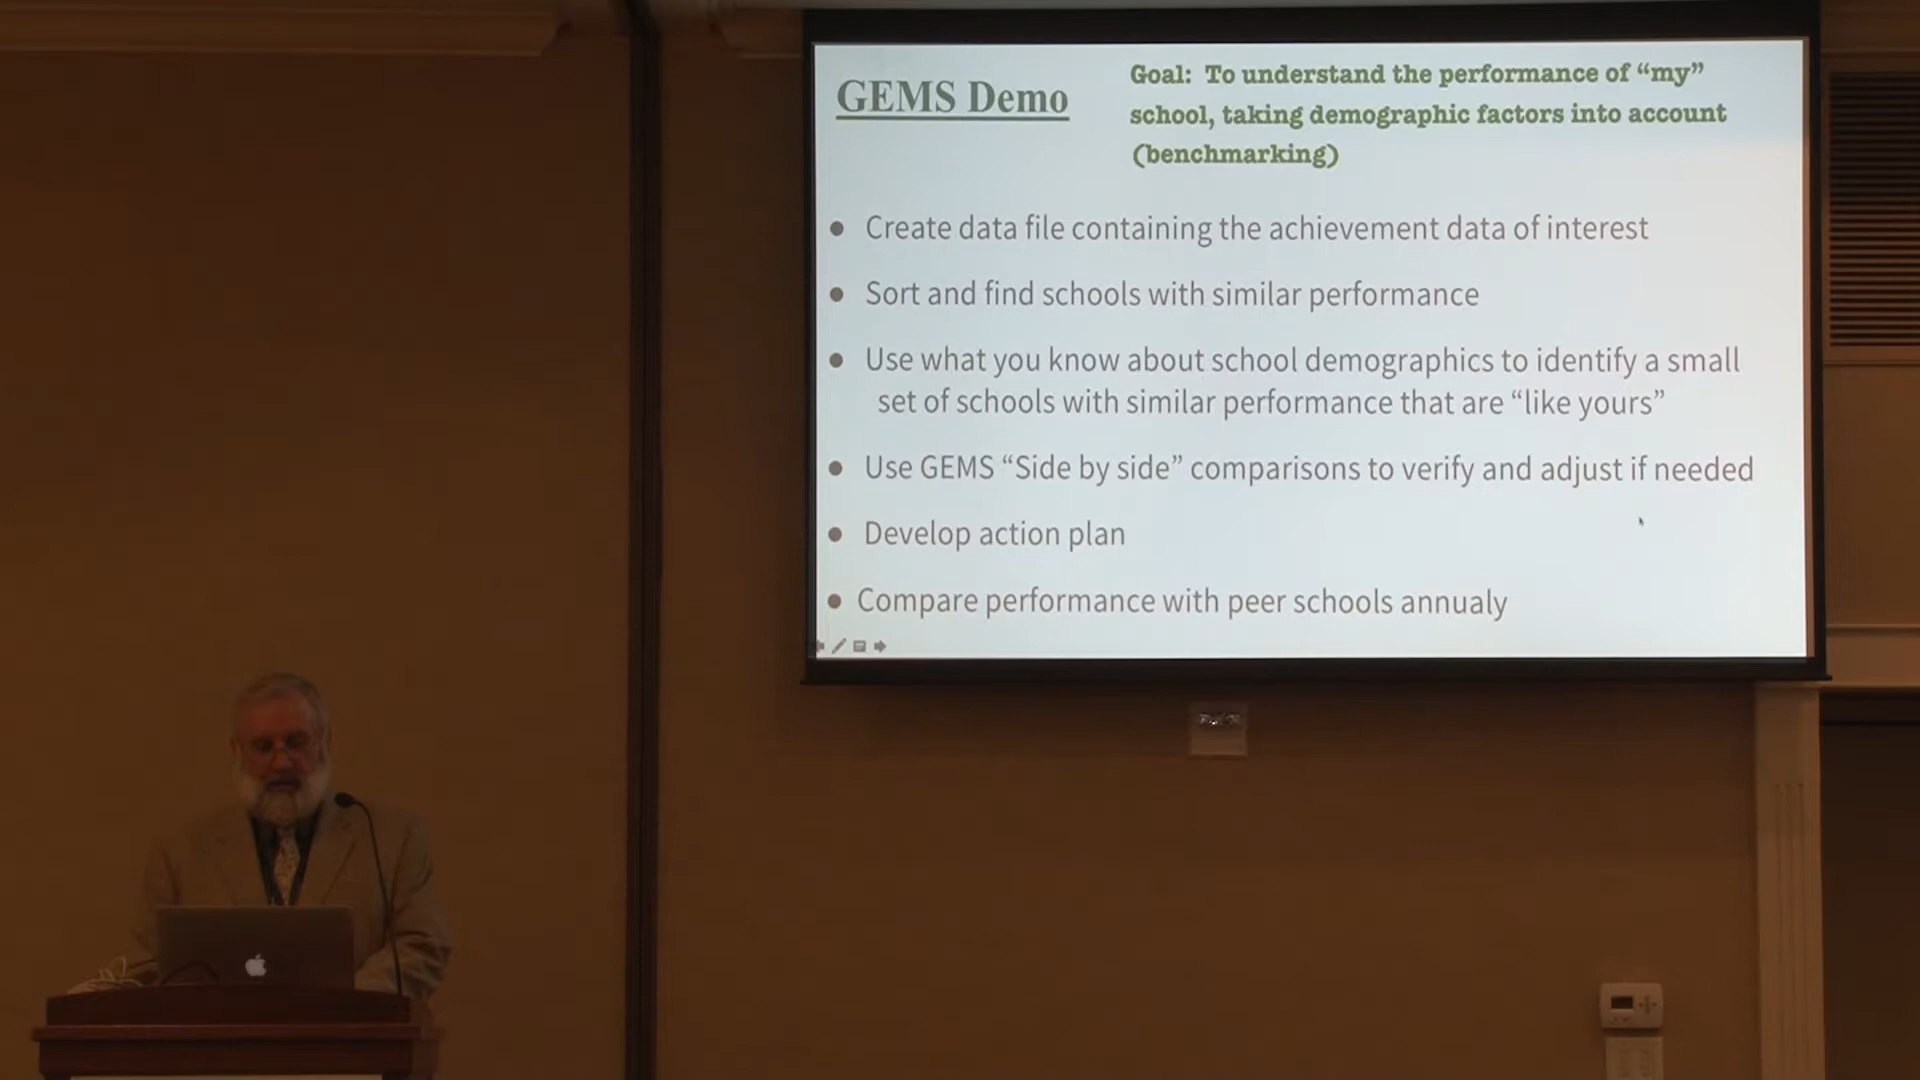 GEMS Demo
Goal: To understand the performance of “my”
school, taking demographic factors into account
(benchmarking)
● Create data file containing the achievement data of interest
● Sort and find schools with similar performance
● Use what you know about school demographics to identify a small
set of schools with similar performance that are “like yours”
● Use GEMS “Side by side” comparisons to verify and adjust if needed
● Develop action plan
● Compare performance with peer schools annualy